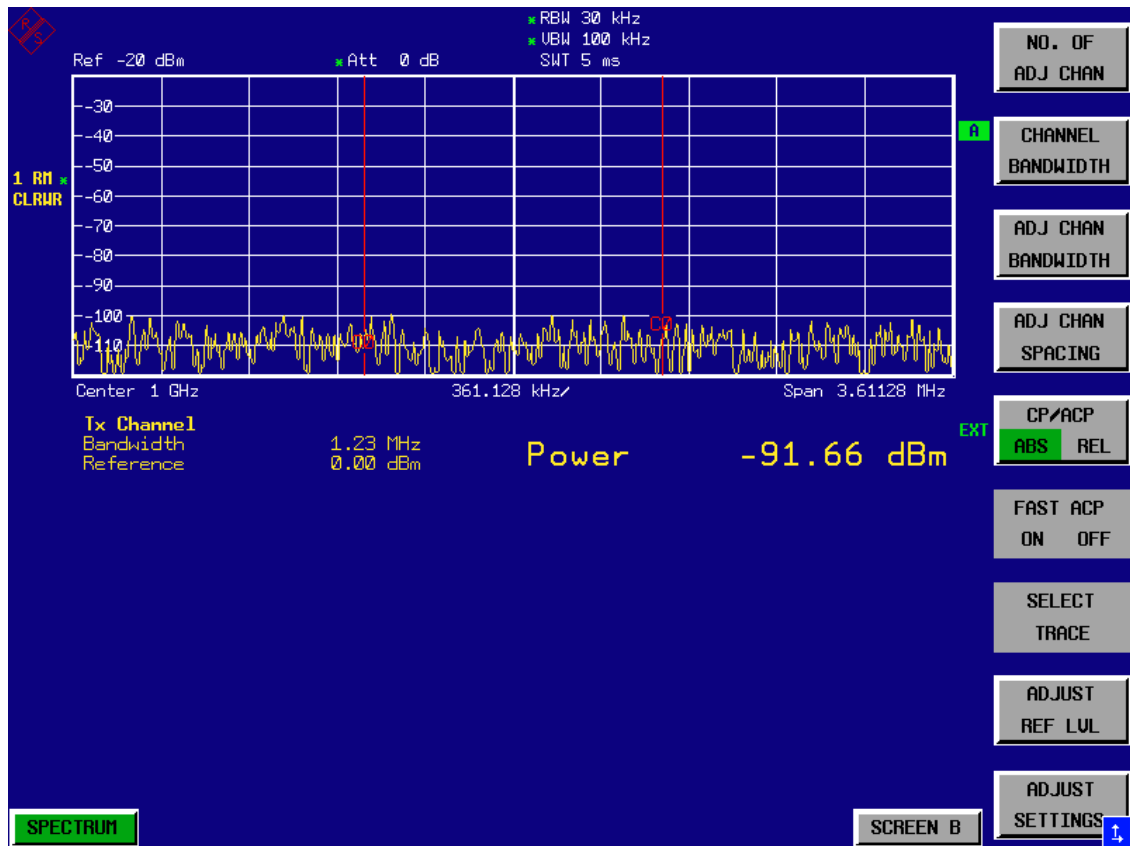 R S
* RBW 30 kHz
* VBW 100 kHz
Ref -20 dBm * Att 0 dB SWT 5 ms
-30
-40
-50
-60
-70
-80
-90
-100
-110
1 RM *
CLRWR
A
C0
C0
Center 1 GHz 361.128 kHz/ Span 3.61128 MHz
Tx Channel
Bandwidth 1.23 MHz
Reference 0.00 dBm
Power -91.66 dBm
EXT
NO. OF
ADJ CHAN
CHANNEL
BANDWIDTH
ADJ CHAN
BANDWIDTH
ADJ CHAN
SPACING
CP/ACP
ABS REL
FAST ACP
ON OFF
SELECT
TRACE
ADJUST
REF LVL
ADJUST
SETTINGS
SPECTRUM
SCREEN B